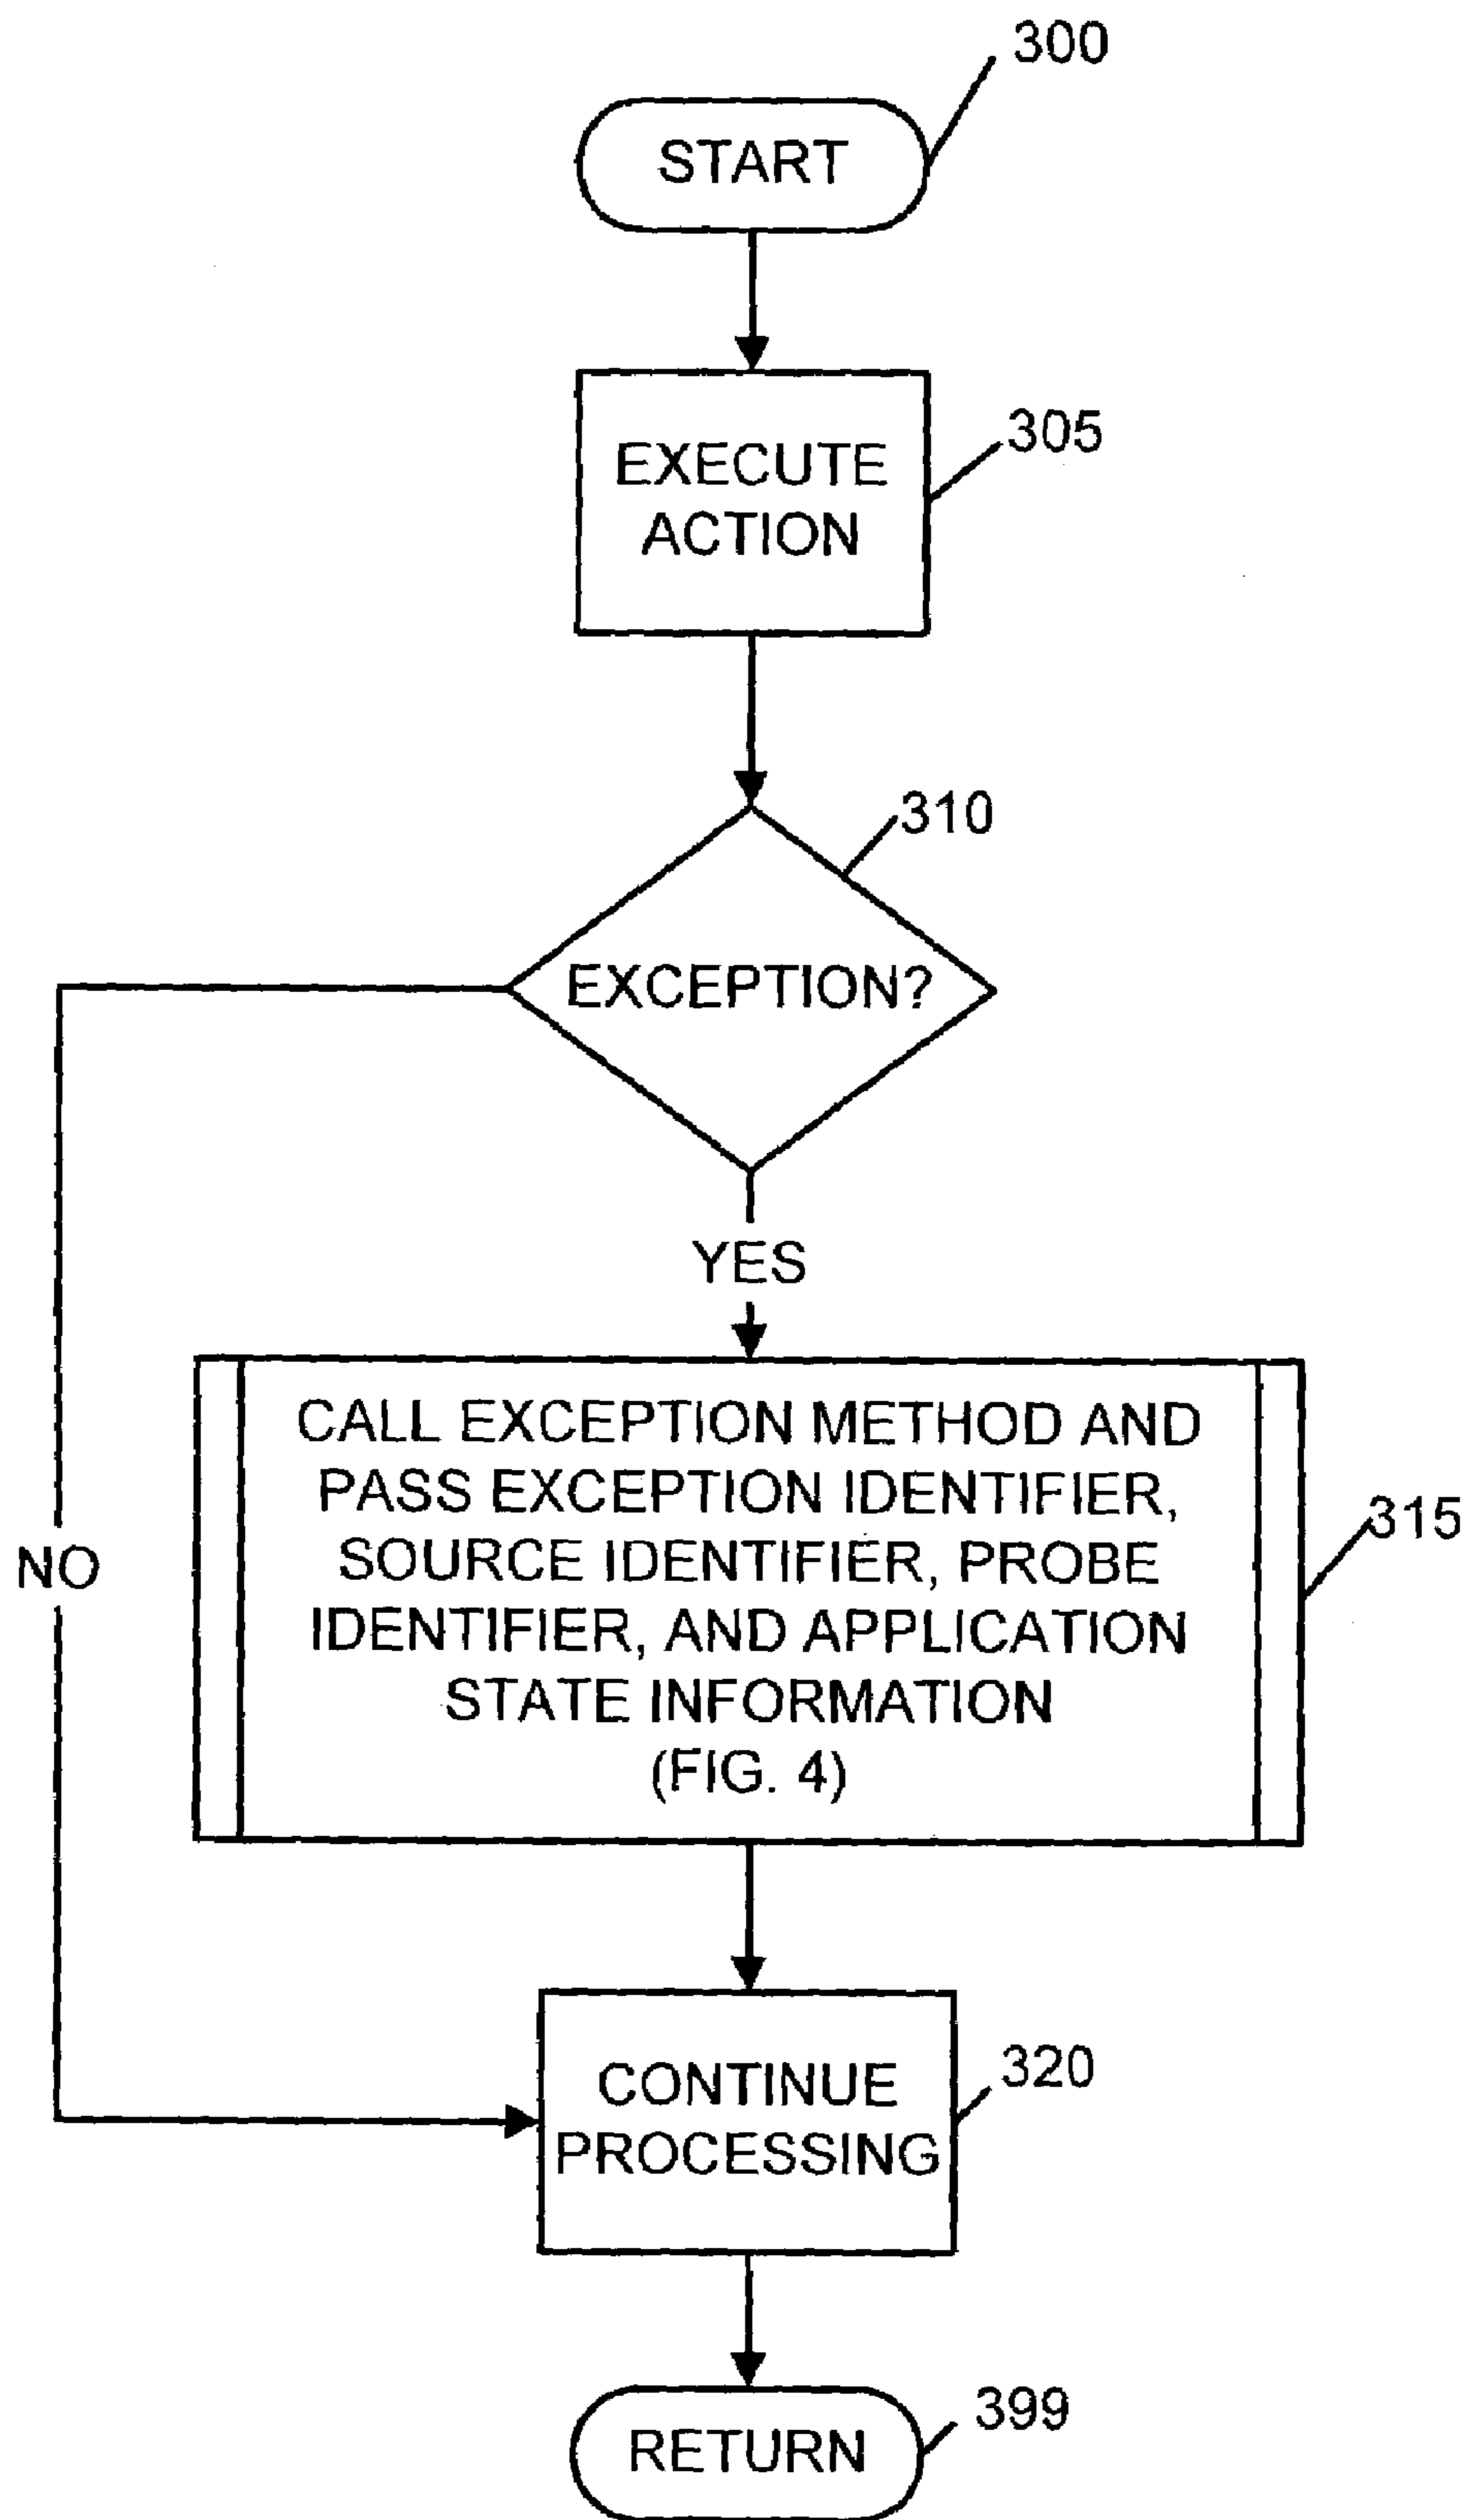 300
START
305
EXECUTE
ACTION
310
EXCEPTION?
YES
CALL EXCEPTION METHOD AND
PASS EXCEPTION IDENTIFIER,
SOURCE IDENTIFIER, PROBE
IDENTIFIER, AND APPLICATION
STATE INFORMATION
(FIG. 4)
315
NO
320
CONTINUE
PROCESSING
399
RETURN